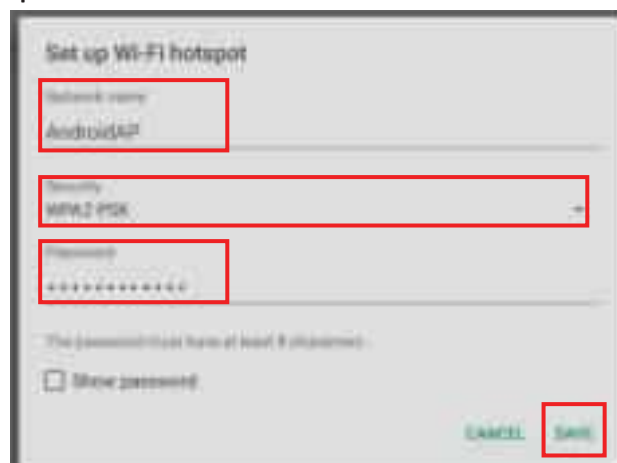 Set up Wi-Fi hotspot
Network name
AndroidAP
Security
WPA2 PSK
Password
************
The password must have at least 8 characters.
Show password
CANCEL SAVE